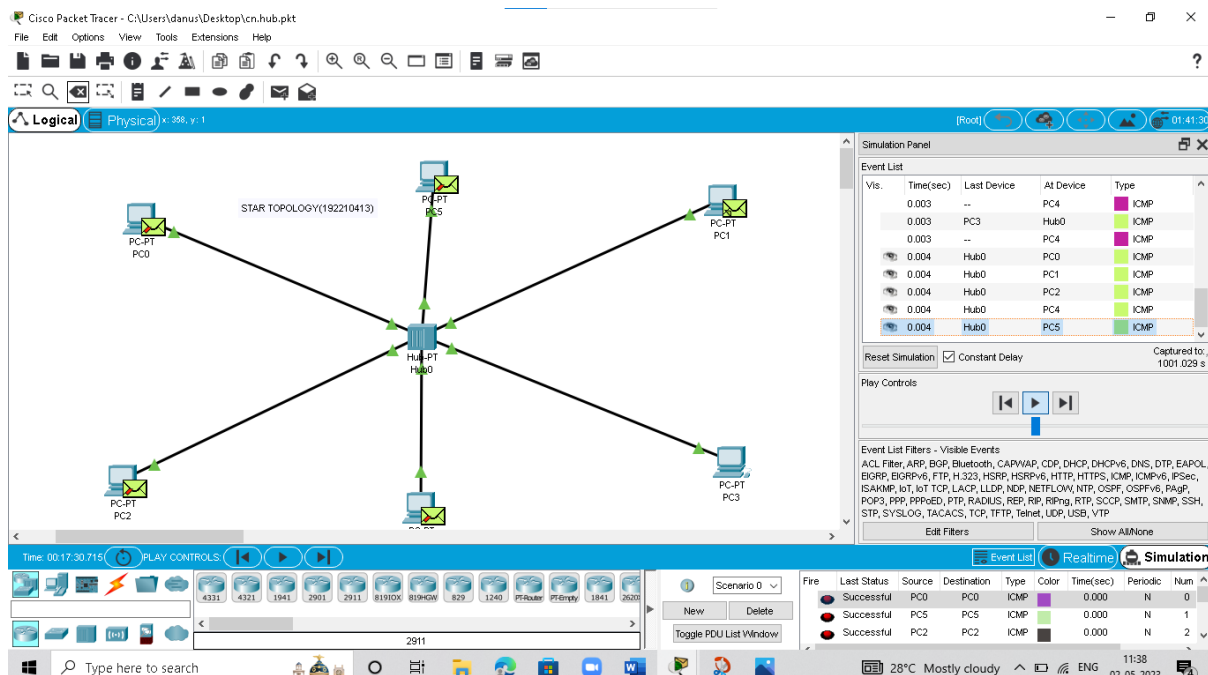 Cisco Packet Tracer - C:\Users\danus\Desktop\cn.hub.pkt
File Edit Options View Tools Extensions Help
?
Logical Physical x: 358, y: 1 [Root] 01:41:30
Simulation Panel
Event List
Vis. Time(sec) Last Device At Device Type
0.003 -- PC4 ICMP
0.003 PC3 Hub0 ICMP
0.003 -- PC4 ICMP
0.004 Hub0 PC0 ICMP
0.004 Hub0 PC1 ICMP
0.004 Hub0 PC2 ICMP
0.004 Hub0 PC4 ICMP
0.004 Hub0 PC5 ICMP
Reset Simulation Constant Delay Captured to:
1001.029 s
Play Controls
Event List Filters - Visible Events
ACL Filter, ARP, BGP, Bluetooth, CAPWAP, CDP, DHCP, DHCPv6, DNS, DTP, EAPOL,
EIGRP, EIGRPv6, FTP, H.323, HSRP, HSRPv6, HTTP, HTTPS, ICMP, ICMPv6, IPSec,
ISAKMP, IoT, IoT TCP, LACP, LLDP, NDP, NETFLOW, NTP, OSPF, OSPFv6, PAgP,
POP3, PPP, PPPoED, PTP, RADIUS, REP, RIP, RIPng, RTP, SCCP, SMTP, SNMP, SSH,
STP, SYSLOG, TACACS, TCP, TFTP, Telnet, UDP, USB, VTP
Edit Filters Show All/None
STAR TOPOLOGY(192210413)
PC-PT
PC5
PC-PT
PC1
PC-PT
PC0
Hub-PT
Hub0
PC-PT
PC3
PC-PT
PC2
Time: 00:17:30.715 PLAY CONTROLS: Event List Realtime Simulation
4331 4321 1941 2901 2911 819IOX 819HGW 829 1240 PT-Router PT-Empty 1841 2620X
2911
Scenario 0
New Delete
Toggle PDU List Window
Fire Last Status Source Destination Type Color Time(sec) Periodic Num
Successful PC0 PC0 ICMP 0.000 N 0
Successful PC5 PC5 ICMP 0.000 N 1
Successful PC2 PC2 ICMP 0.000 N 2
Type here to search 28°C Mostly cloudy ENG 11:38
02-05-2023